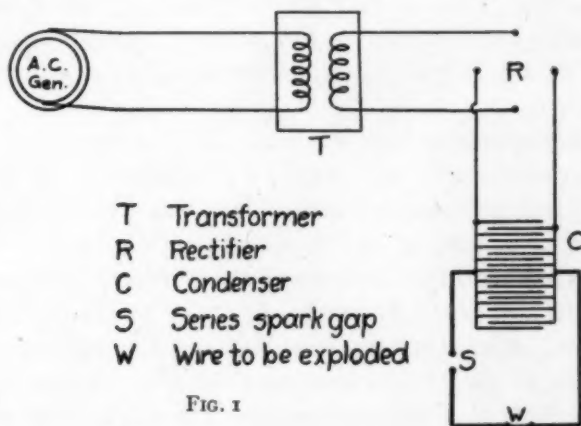 A.C.
Gen.
R
T
C
T Transformer
R Rectifier
C Condenser
S Series spark gap
W Wire to be exploded
S
W
FIG. 1